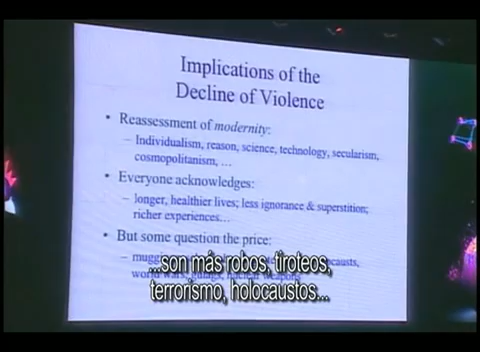 Implications of the
Decline of Violence
• Reassessment of modernity:
– Individualism, reason, science, technology, secularism,
cosmopolitanism, …
• Everyone acknowledges:
– longer, healthier lives; less ignorance & superstition;
richer experiences…
• But some question the price:
...son más robos, tiroteos,
terrorismo, holocaustos...